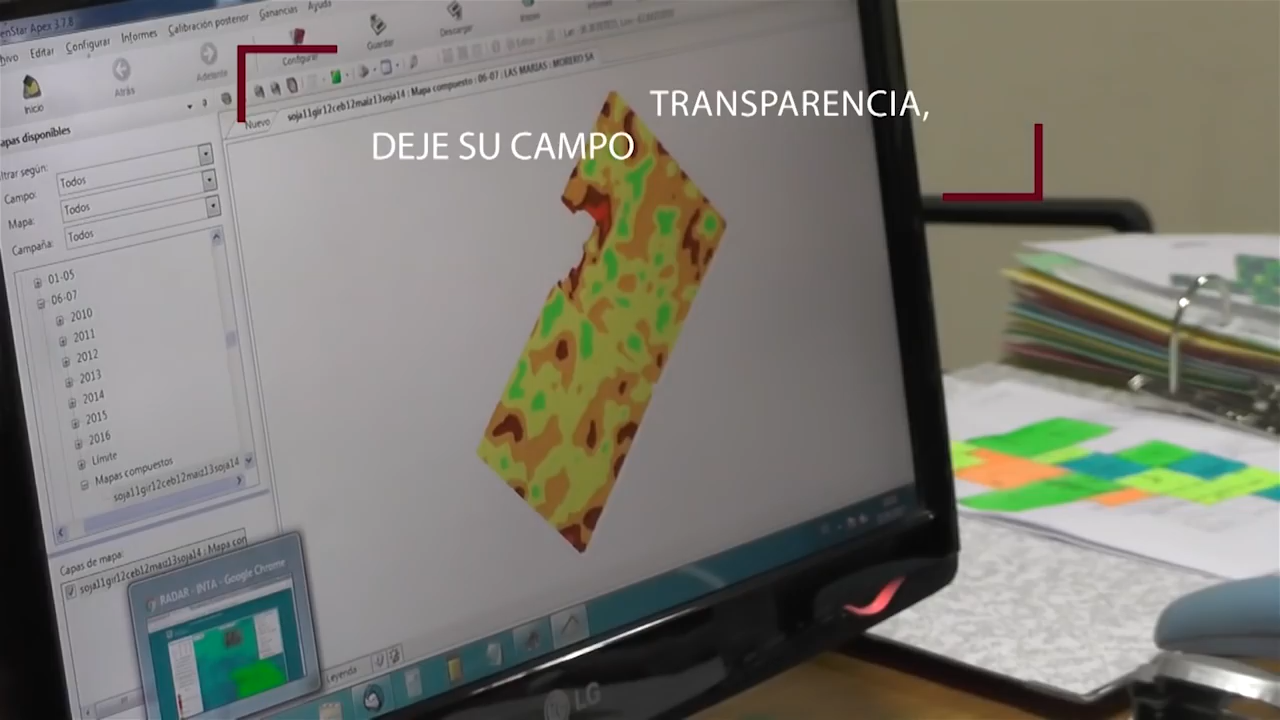 enStar Apex 3.7.8
Editar Configurar Informes Calibración posterior Ganancias Ayuda
Inicio
Atrás
Adelante
Configurar
Guardar
Descargar
TRANSPARENCIA,
DEJE SU CAMPO
Nuevo
soja11gir12ceb12maiz13soja14 : Mapa compuesto : 06-07 : LAS MARIAS : MORERO SA
apas disponibles
ltrar según:
Campo: Todos
Mapa: Todos
Campaña: Todos
01-05
06-07
2010
2011
2012
2013
2014
2015
2016
Límite
Mapas compuestos
soja11gir12ceb12maiz13soja14
Capas de mapa:
soja11gir12ceb12maiz13soja14 : Mapa con
RADAR - INTA - Google Chrome
Leyenda
LG